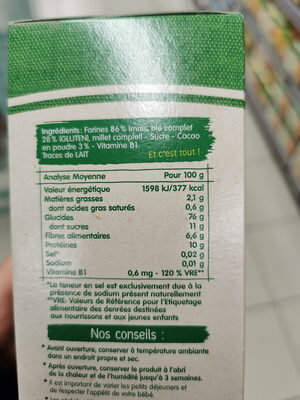 Ingrédients : Farines 86 % (maïs, blé complet
28 % (GLUTEN), millet complet) - Sucre - Cacao
en poudre 3 % - Vitamine B1.
Traces de LAIT
Et c'est tout !
Analyse Moyenne Pour 100 g
Valeur énergétique 1598 kJ/377 kcal
Matières grasses 2,1 g
dont acides gras saturés 0,6 g
Glucides 76 g
dont sucres 11 g
Fibres alimentaires 6,6 g
Protéines 10 g
Sel* 0,02 g
Sodium 0,01 g
Vitamine B1 0,6 mg - 120 % VRE**
*La teneur en sel est exclusivement due à la
présence de sodium présent naturellement
**VRE: Valeurs de Référence pour l'Etiquetage
alimentaire des denrées destinées
aux nourrissons et aux jeunes enfants
Nos conseils :
* Avant ouverture, conserver à température ambiante
dans un endroit propre et sec.
* Après ouverture, conserver le produit à l'abri
de la chaleur et de l'humidité jusqu'à 3 semaines.
* Il est important de varier les petits déjeuners et
de respecter l'appétit de votre bébé